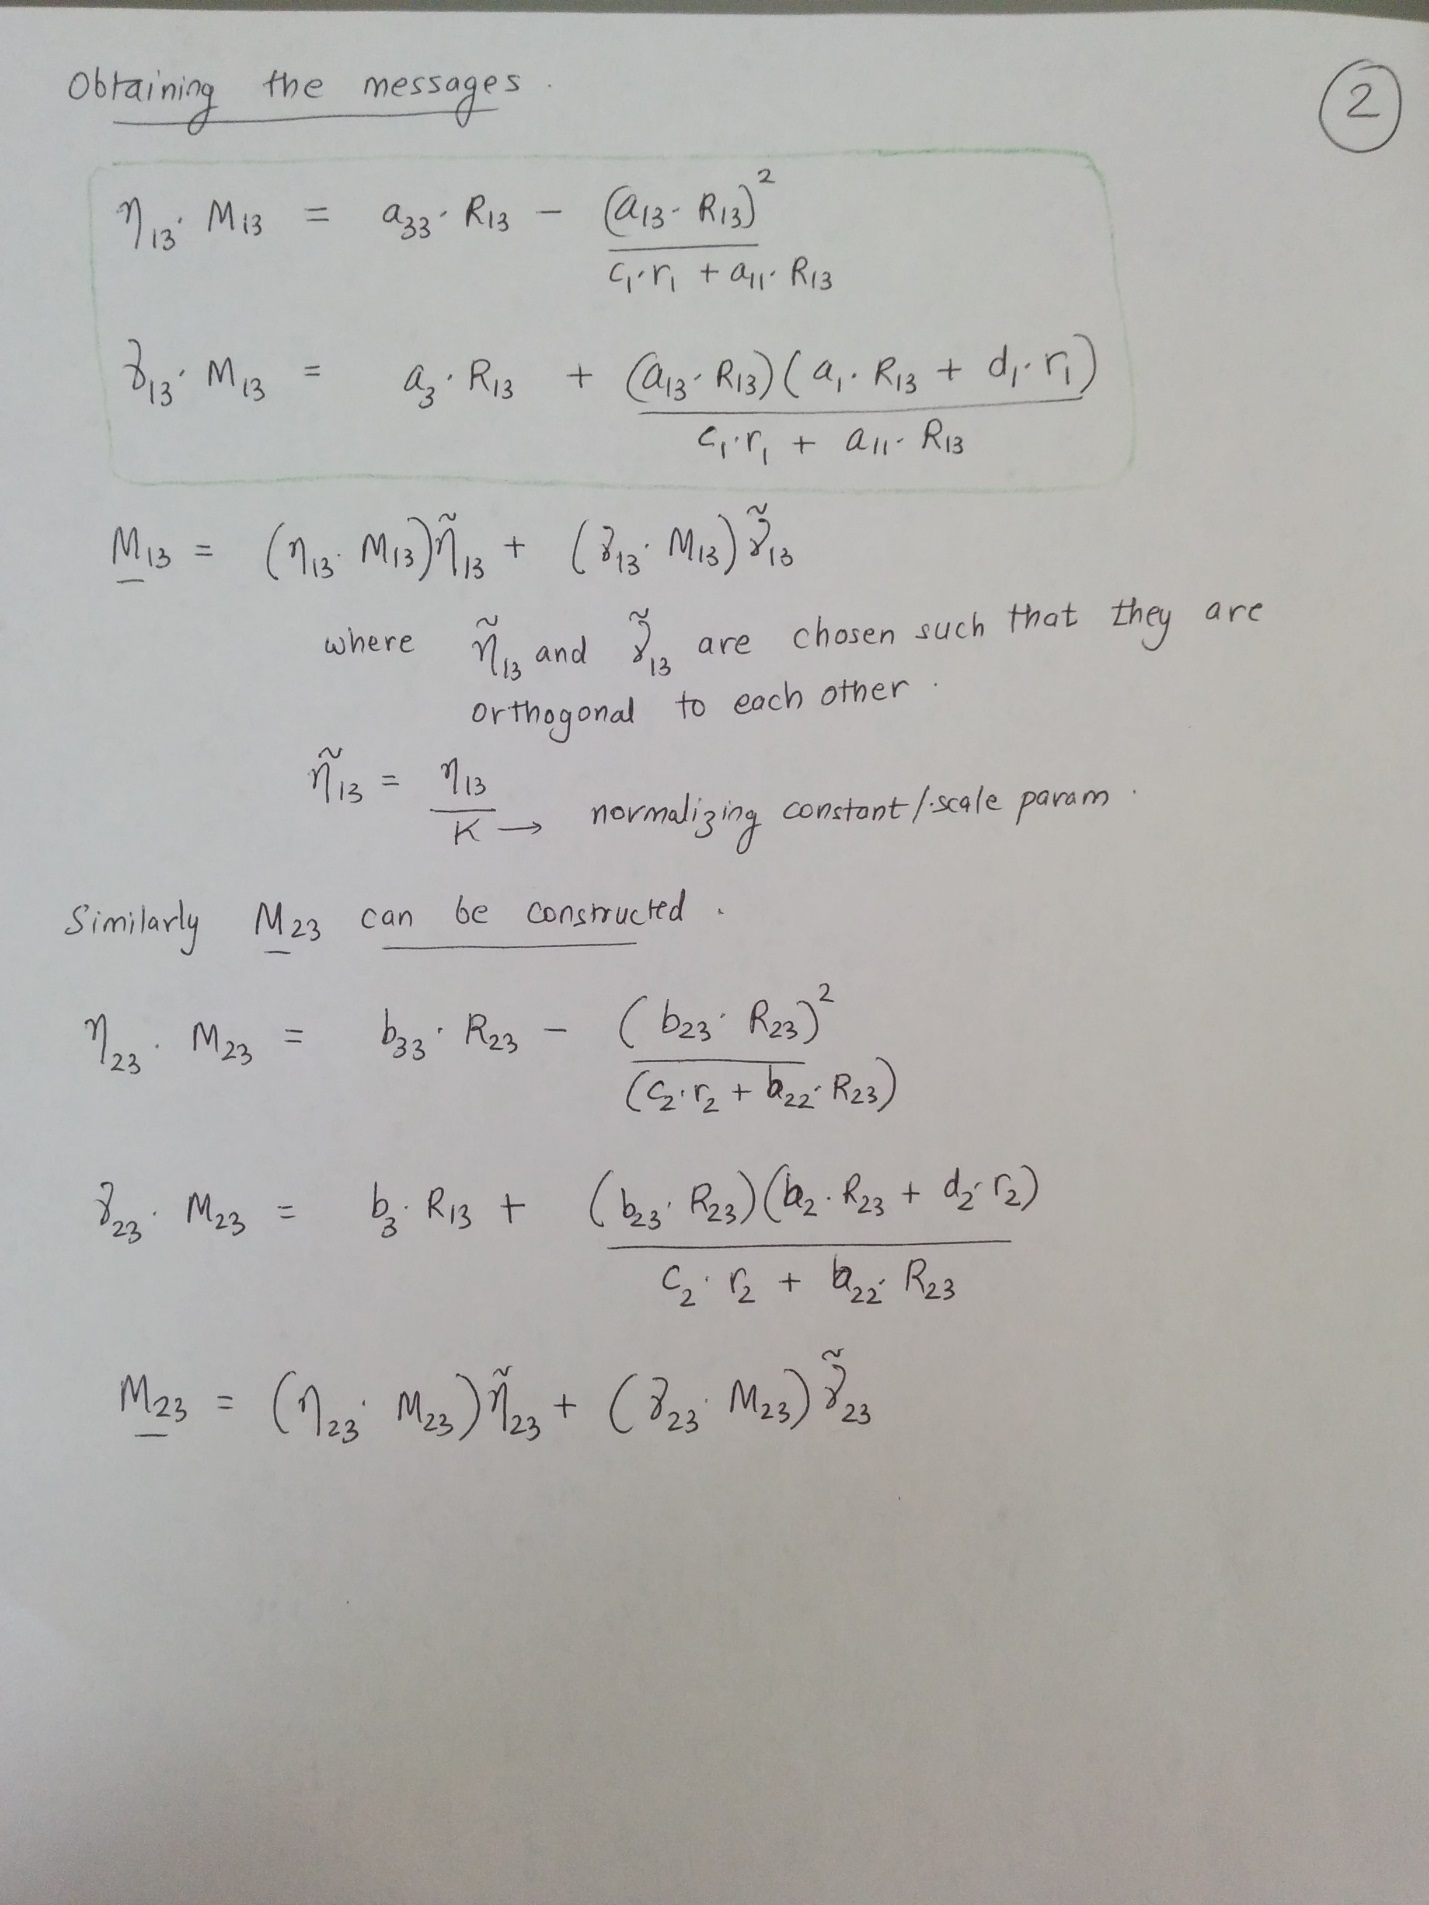 Obtaining the messages.
2
η₁₃ · M₁₃ = a₃₃ · R₁₃ − (a₁₃ · R₁₃)² / (c₁ · r₁ + a₁₁ · R₁₃)
γ₁₃ · M₁₃ = a₃ · R₁₃ + (a₁₃ · R₁₃)(a₁ · R₁₃ + d₁ · r₁) / (c₁ · r₁ + a₁₁ · R₁₃)
M₁₃ = (η₁₃ · M₁₃) η̃₁₃ + (γ₁₃ · M₁₃) γ̃₁₃
where η̃₁₃ and γ̃₁₃ are chosen such that they are
orthogonal to each other.
η̃₁₃ = η₁₃ / K → normalizing constant/scale param.
Similarly M₂₃ can be constructed.
η₂₃ · M₂₃ = b₃₃ · R₂₃ − (b₂₃ · R₂₃)² / (c₂ · r₂ + b₂₂ · R₂₃)
γ₂₃ · M₂₃ = b₃ · R₁₃ + (b₂₃ · R₂₃)(b₂ · R₂₃ + d₂ · r₂) / (c₂ · r₂ + b₂₂ · R₂₃)
M₂₃ = (η₂₃ · M₂₃) η̃₂₃ + (γ₂₃ · M₂₃) γ̃₂₃